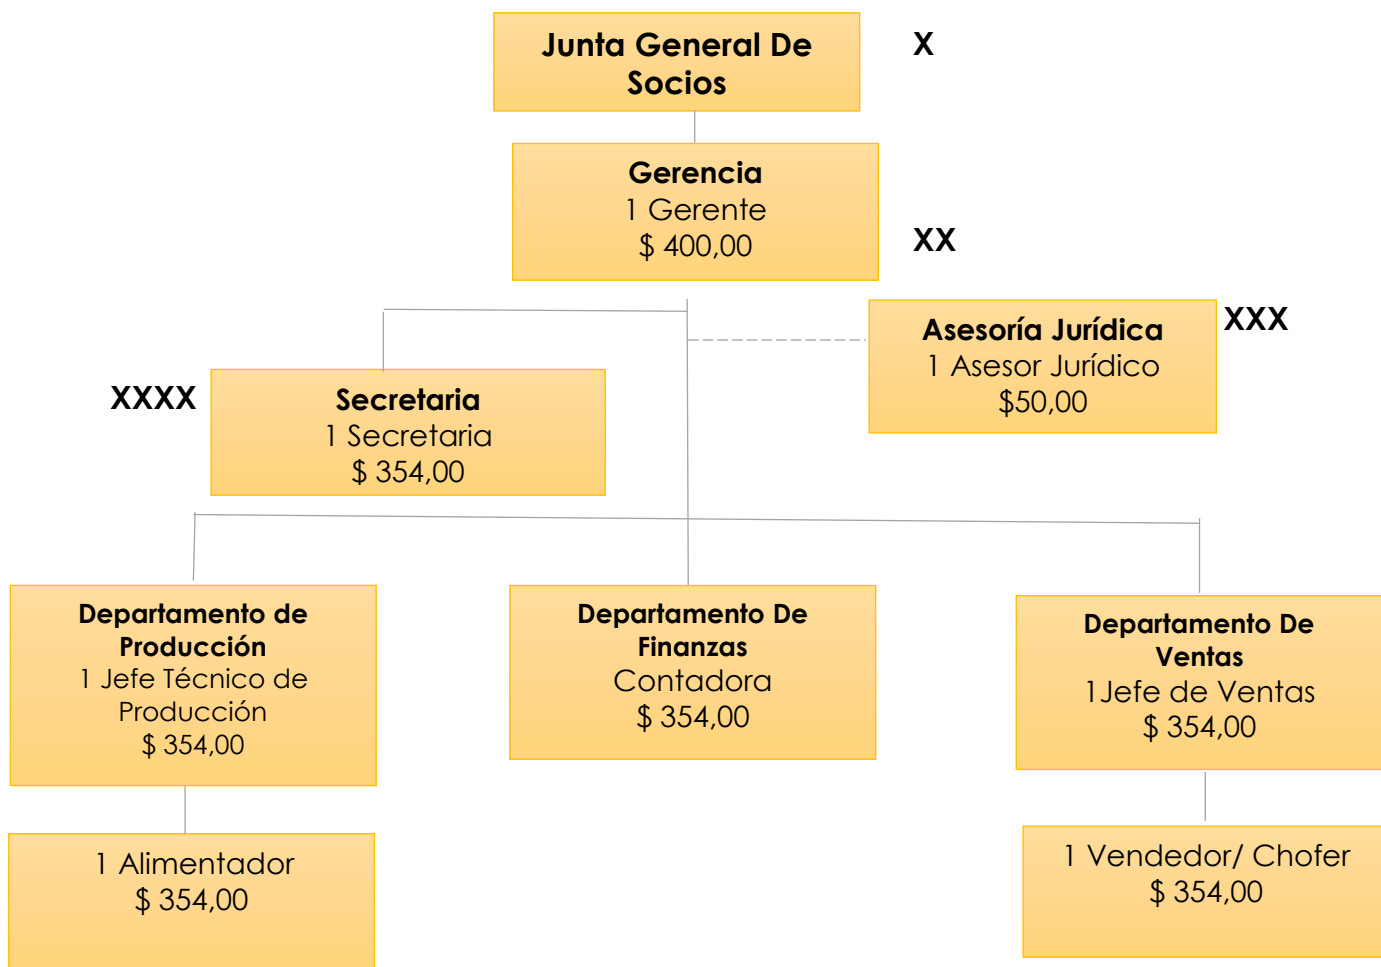 Junta General De
Socios
X
Gerencia
1 Gerente
$ 400,00
XX
Asesoría Jurídica
1 Asesor Jurídico
$50,00
XXX
XXXX
Secretaria
1 Secretaria
$ 354,00
Departamento de
Producción
1 Jefe Técnico de
Producción
$ 354,00
Departamento De
Finanzas
Contadora
$ 354,00
Departamento De
Ventas
1Jefe de Ventas
$ 354,00
1 Alimentador
$ 354,00
1 Vendedor/ Chofer
$ 354,00